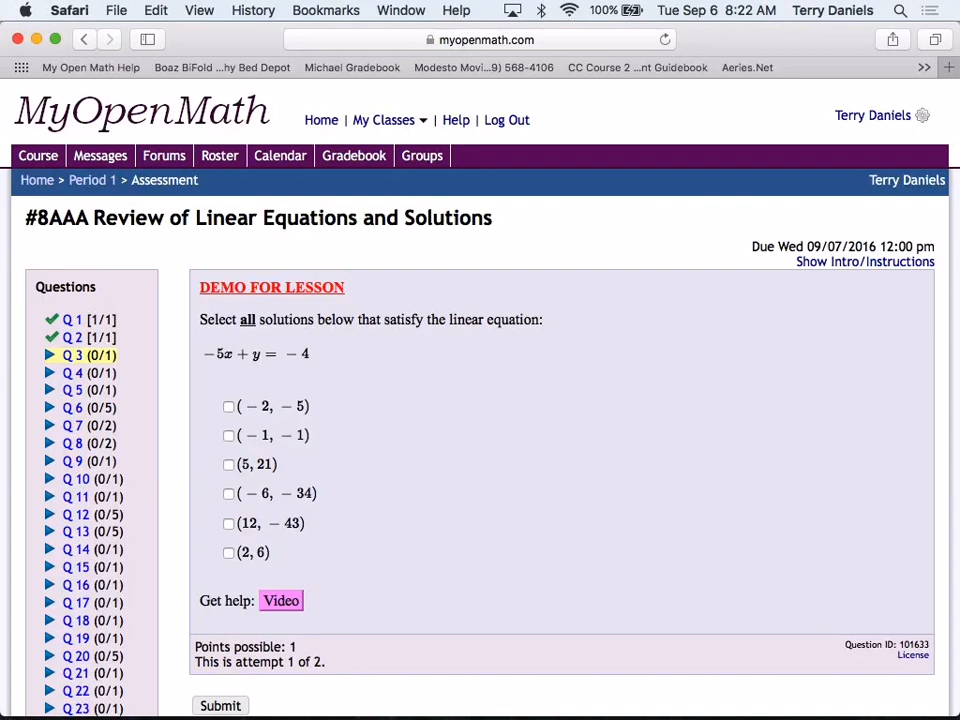 Safari File Edit View History Bookmarks Window Help 100% Tue Sep 6 8:22 AM Terry Daniels
myopenmath.com
My Open Math Help Boaz BiFold ...hy Bed Depot Michael Gradebook Modesto Movi...9) 568-4106 CC Course 2 ...nt Guidebook Aeries.Net >> +
MyOpenMath
Home | My Classes | Help | Log Out
Terry Daniels
Course Messages Forums Roster Calendar Gradebook Groups
Home > Period 1 > Assessment Terry Daniels
#8AAA Review of Linear Equations and Solutions
Due Wed 09/07/2016 12:00 pm
Show Intro/Instructions
Questions
Q 1 [1/1]
Q 2 [1/1]
Q 3 (0/1)
Q 4 (0/1)
Q 5 (0/1)
Q 6 (0/5)
Q 7 (0/2)
Q 8 (0/2)
Q 9 (0/1)
Q 10 (0/1)
Q 11 (0/1)
Q 12 (0/5)
Q 13 (0/5)
Q 14 (0/1)
Q 15 (0/1)
Q 16 (0/1)
Q 17 (0/1)
Q 18 (0/1)
Q 19 (0/1)
Q 20 (0/5)
Q 21 (0/1)
Q 22 (0/1)
Q 23 (0/1)
DEMO FOR LESSON
Select all solutions below that satisfy the linear equation:
−5x + y = − 4
( − 2, − 5)
( − 1, − 1)
(5, 21)
( − 6, − 34)
(12, − 43)
(2, 6)
Get help: Video
Points possible: 1
This is attempt 1 of 2.
Question ID: 101633
License
Submit